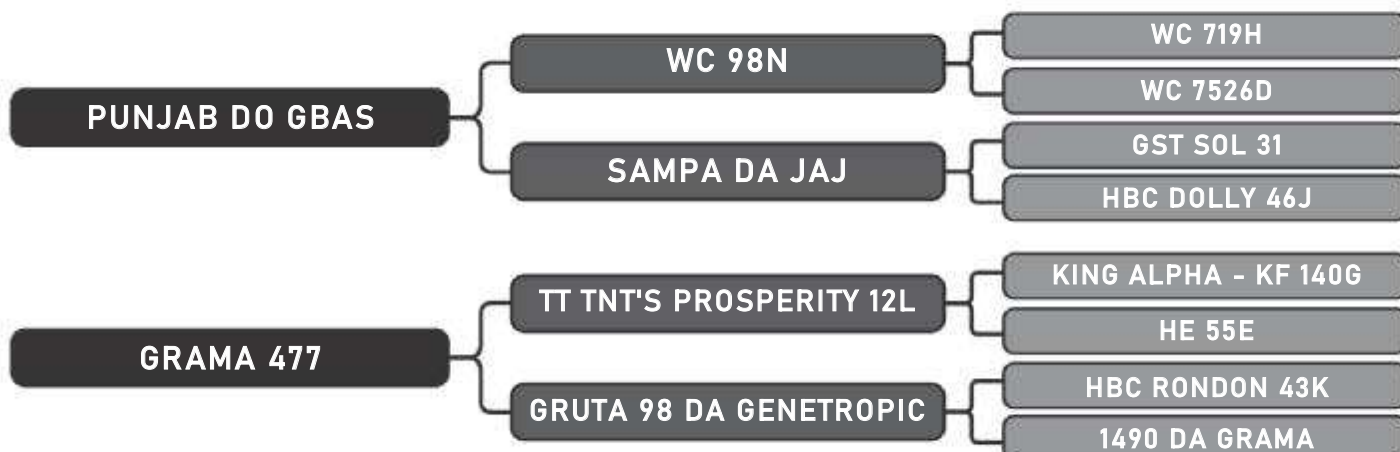 PUNJAB DO GBAS
WC 98N
WC 719H
WC 7526D
SAMPA DA JAJ
GST SOL 31
HBC DOLLY 46J
GRAMA 477
TT TNT'S PROSPERITY 12L
KING ALPHA - KF 140G
HE 55E
GRUTA 98 DA GENETROPIC
HBC RONDON 43K
1490 DA GRAMA